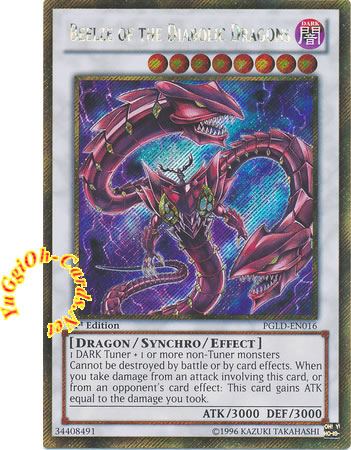 Beelze of the Diabolic Dragons
DARK
闇
YuGgiOh-Cards.Net
1st Edition
PGLD-EN016
[Dragon / Synchro / Effect]
1 DARK Tuner + 1 or more non-Tuner monsters
Cannot be destroyed by battle or by card effects. When
you take damage from an attack involving this card, or
from an opponent's card effect: This card gains ATK
equal to the damage you took.
ATK/3000 DEF/3000
34408491
©1996 KAZUKI TAKAHASHI